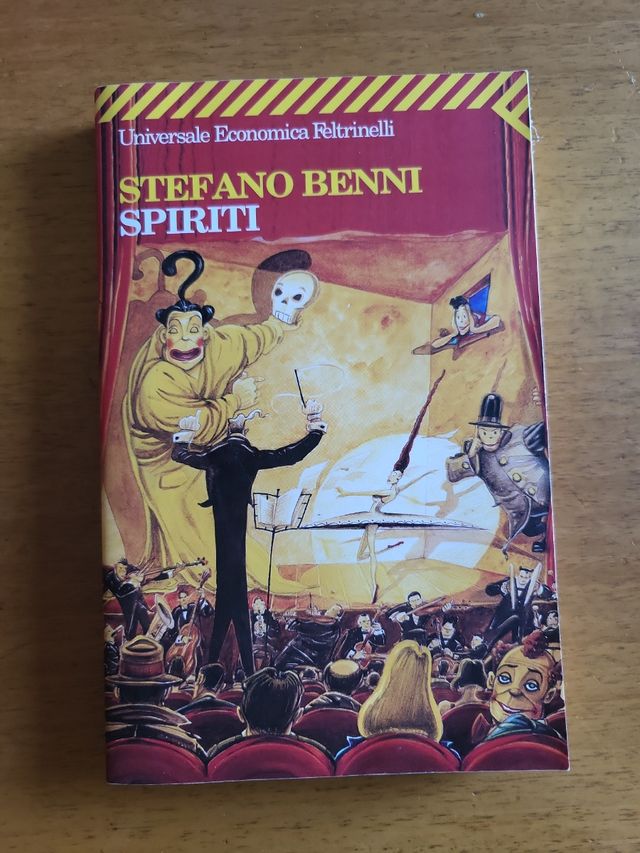 Universale Economica Feltrinelli
STEFANO BENNI
SPIRITI